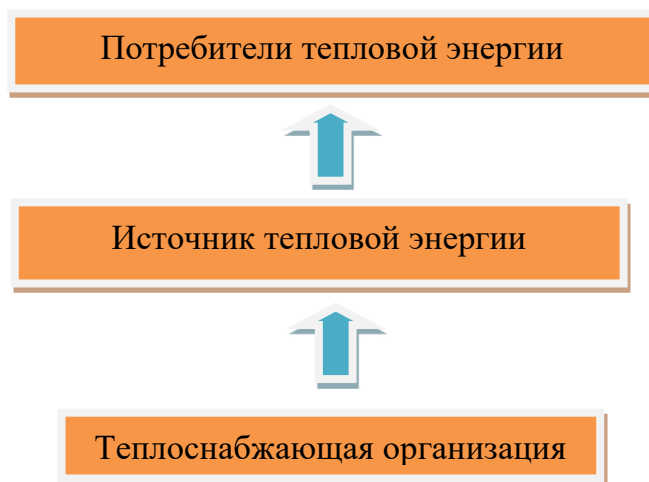 Потребители тепловой энергии
Источник тепловой энергии
Теплоснабжающая организация